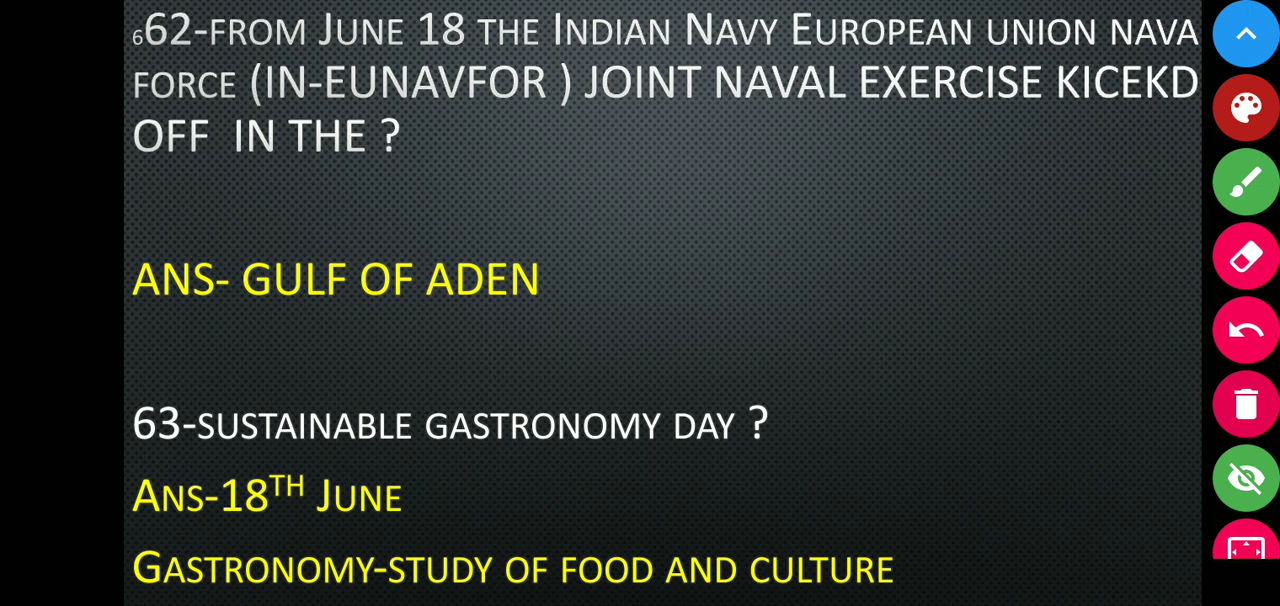 662-FROM JUNE 18 THE INDIAN NAVY EUROPEAN UNION NAVA
FORCE (IN-EUNAVFOR ) JOINT NAVAL EXERCISE KICEKD
OFF IN THE ?
ANS- GULF OF ADEN
63-SUSTAINABLE GASTRONOMY DAY ?
ANS-18TH JUNE
GASTRONOMY-STUDY OF FOOD AND CULTURE